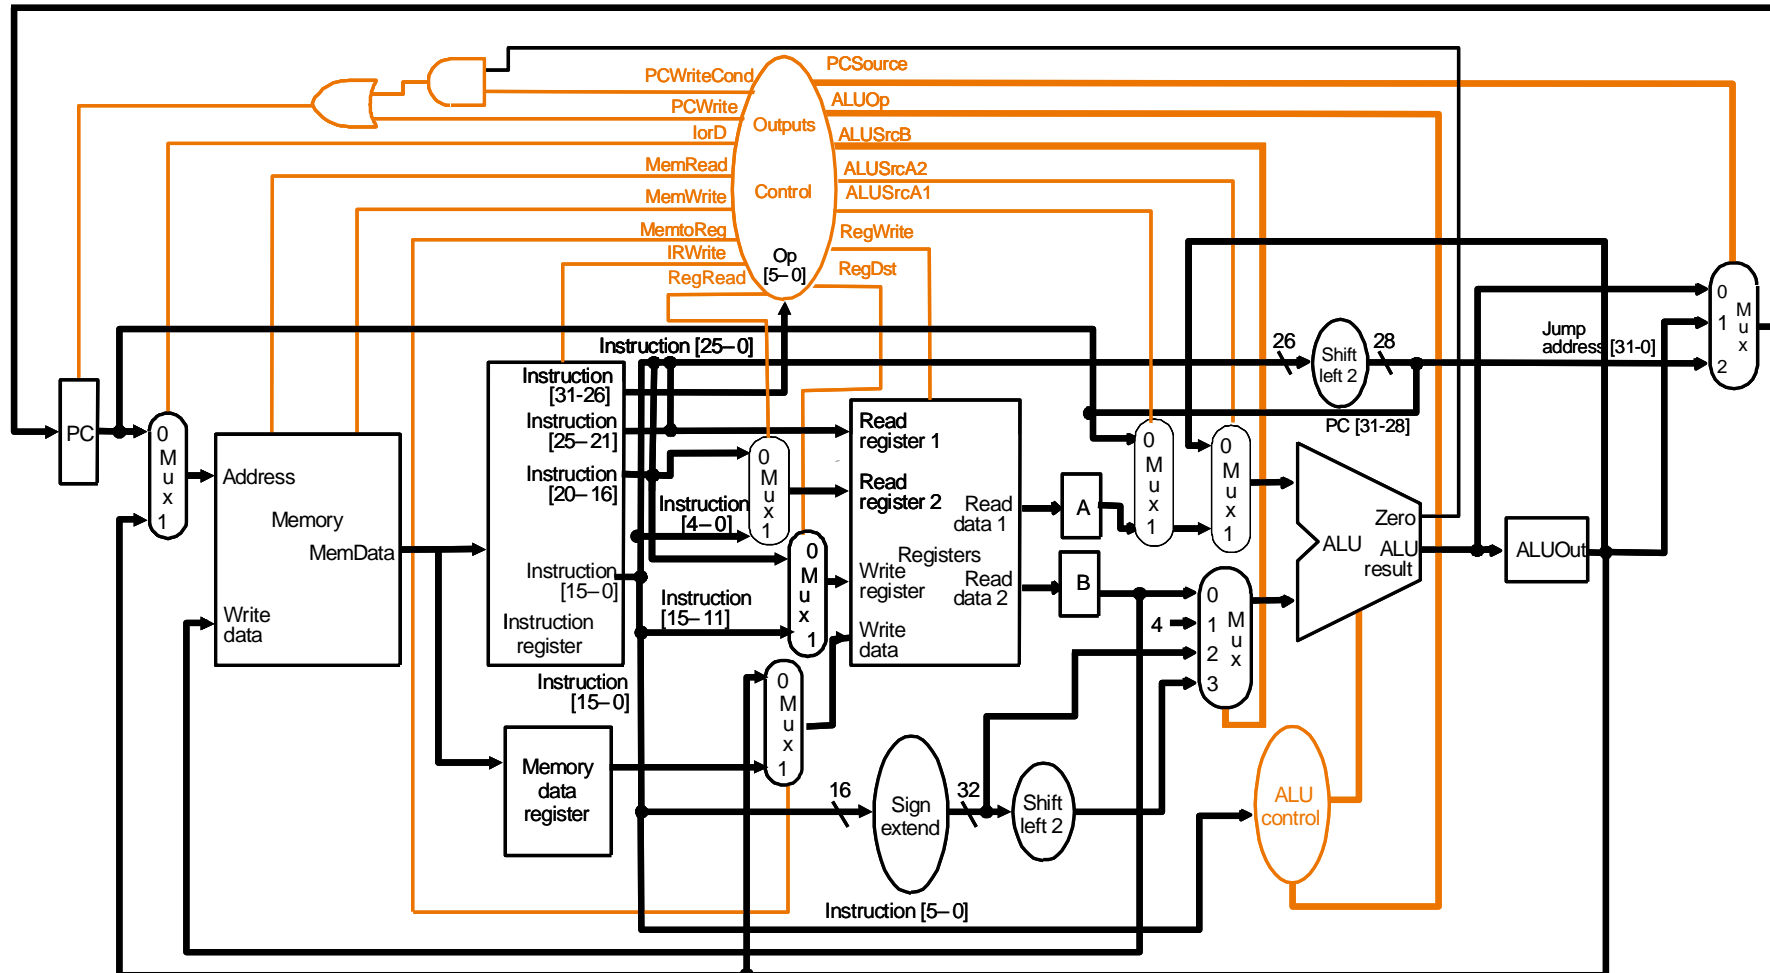 PCWriteCond
PCSource
PCWrite
ALUOp
IorD
Outputs
ALUSrcB
MemRead
ALUSrcA2
MemWrite
Control
ALUSrcA1
MemtoReg
RegWrite
IRWrite
Op
[5–0]
RegRead
RegDst
Instruction [25–0]
26
Shift
left 2
28
Jump
address [31-0]
0
1
2
M
u
x
PC [31-28]
PC
0
M
u
x
1
Address
Memory
MemData
Write
data
Instruction
[31-26]
Instruction
[25–21]
Instruction
[20–16]
Instruction
[15–0]
Instruction
register
Instruction
[4–0]
0
M
u
x
1
Instruction
[15–11]
0
M
u
x
1
Read
register 1
Read
register 2
Read
data 1
Registers
Write
register
Read
data 2
Write
data
A
B
0
M
u
x
1
0
M
u
x
1
4
0
1
2
3
M
u
x
Zero
ALU
ALU
result
ALUOut
Instruction
[15–0]
0
M
u
x
1
Memory
data
register
16
Sign
extend
32
Shift
left 2
ALU
control
Instruction [5–0]